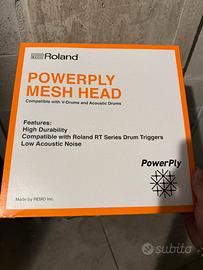 Roland
POWERPLY
MESH HEAD
Compatible with V-Drums and Acoustic Drums
Features:
High Durability
Compatible with Roland RT Series Drum Triggers
Low Acoustic Noise
PowerPly
Made by REMO Inc.
subito